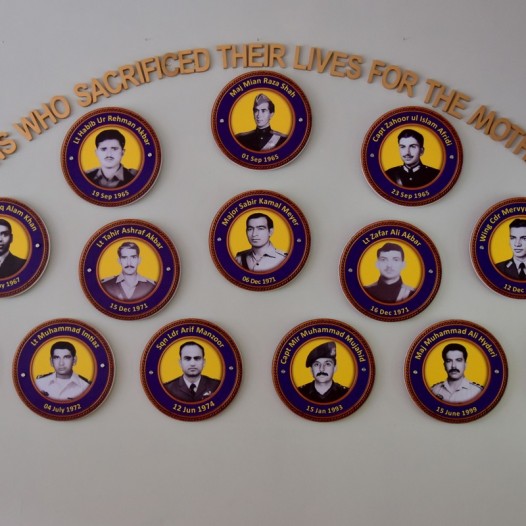 WHO SACRIFICED THEIR LIVES FOR THE
Lt Habib Ur Rehman Akbar
19 Sep 1965
Maj Mian Raza Shah
01 Sep 1965
Capt Zahoor ul Islam Afridi
23 Sep 1965
Alam Khan
1967
Lt Tahir Ashraf Akbar
15 Dec 1971
Major Sabir Kamal Meyer
06 Dec 1971
Lt Zafar Ali Akbar
16 Dec 1971
Wing Cdr Mervyn
12 Dec
Lt Muhammad Imtiaz
04 July 1972
Sqn Ldr Arif Manzoor
12 Jun 1974
Capt Mir Muhammad Mujahid
15 Jan 1993
Maj Muhammad Ali Hyderi
15 June 1999